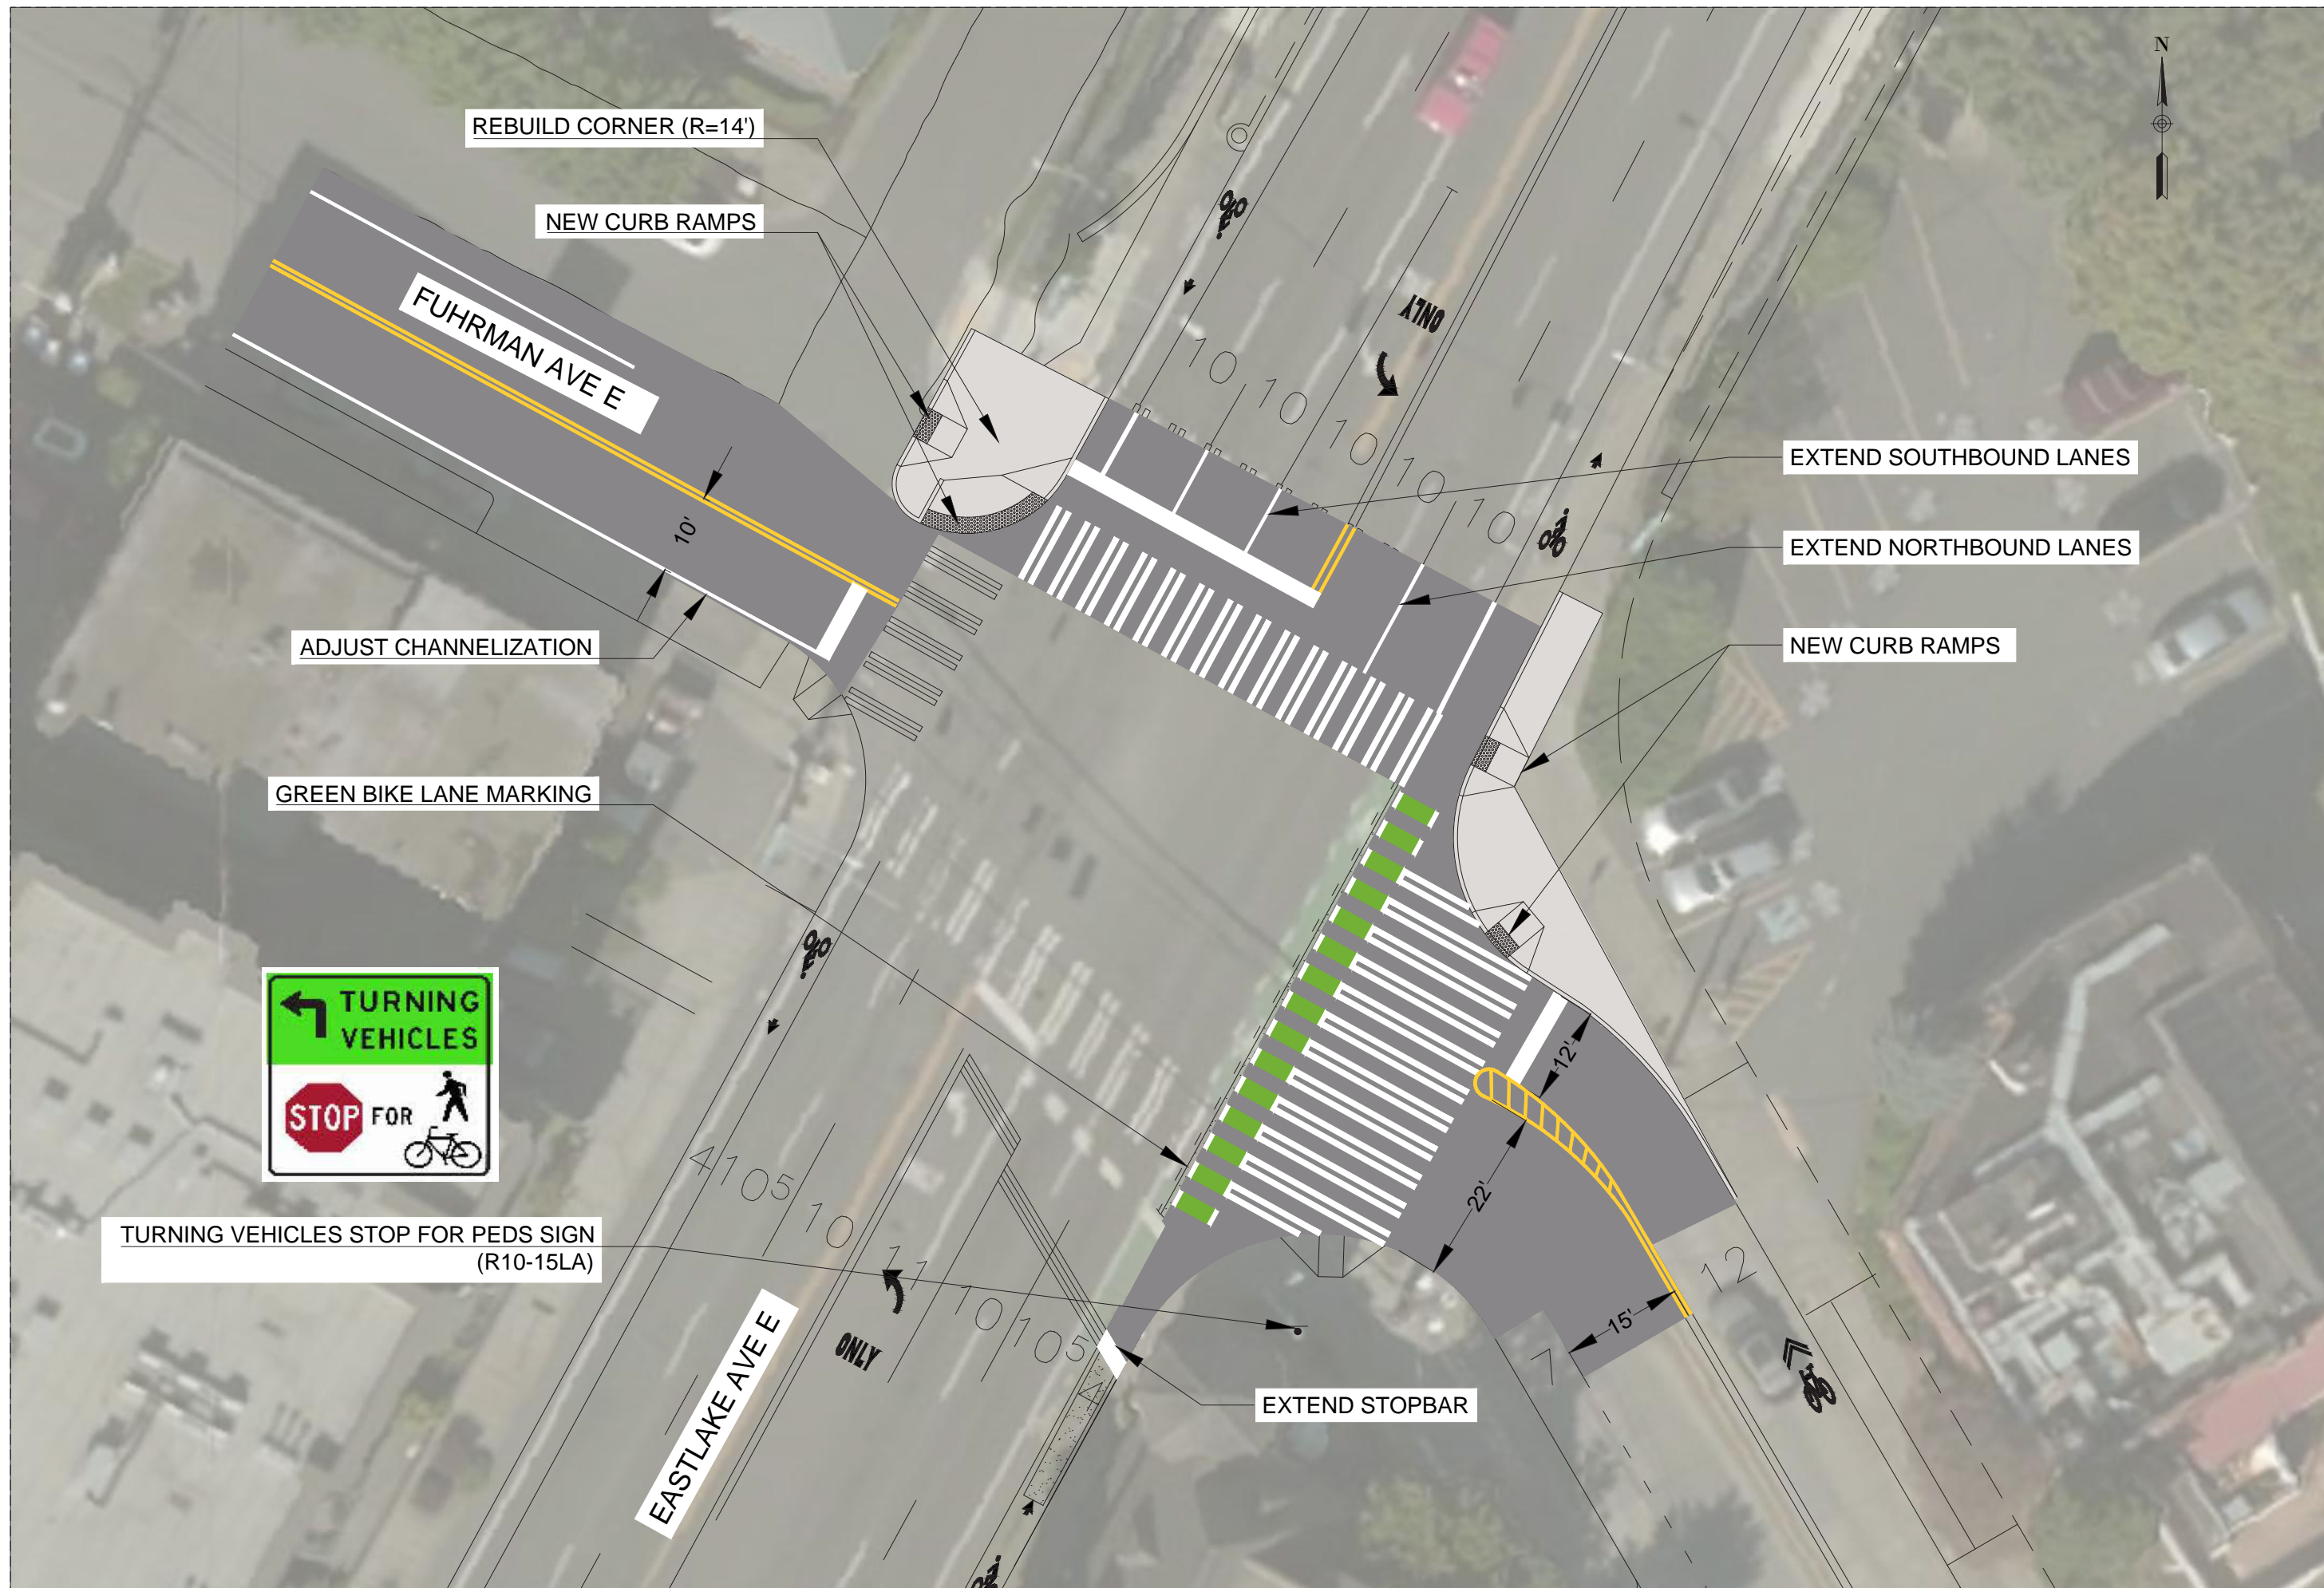 N
REBUILD CORNER (R=14')
NEW CURB RAMPS
FUHRMAN AVE E
ONLY
10 10 10 10 10
EXTEND SOUTHBOUND LANES
10'
EXTEND NORTHBOUND LANES
ADJUST CHANNELIZATION
NEW CURB RAMPS
GREEN BIKE LANE MARKING
TURNING
VEHICLES
STOP FOR
12'
22'
4 10 5 10 11 10 10 5 4
TURNING VEHICLES STOP FOR PEDS SIGN
(R10-15LA)
12
15'
7
ONLY
EASTLAKE AVE E
EXTEND STOPBAR